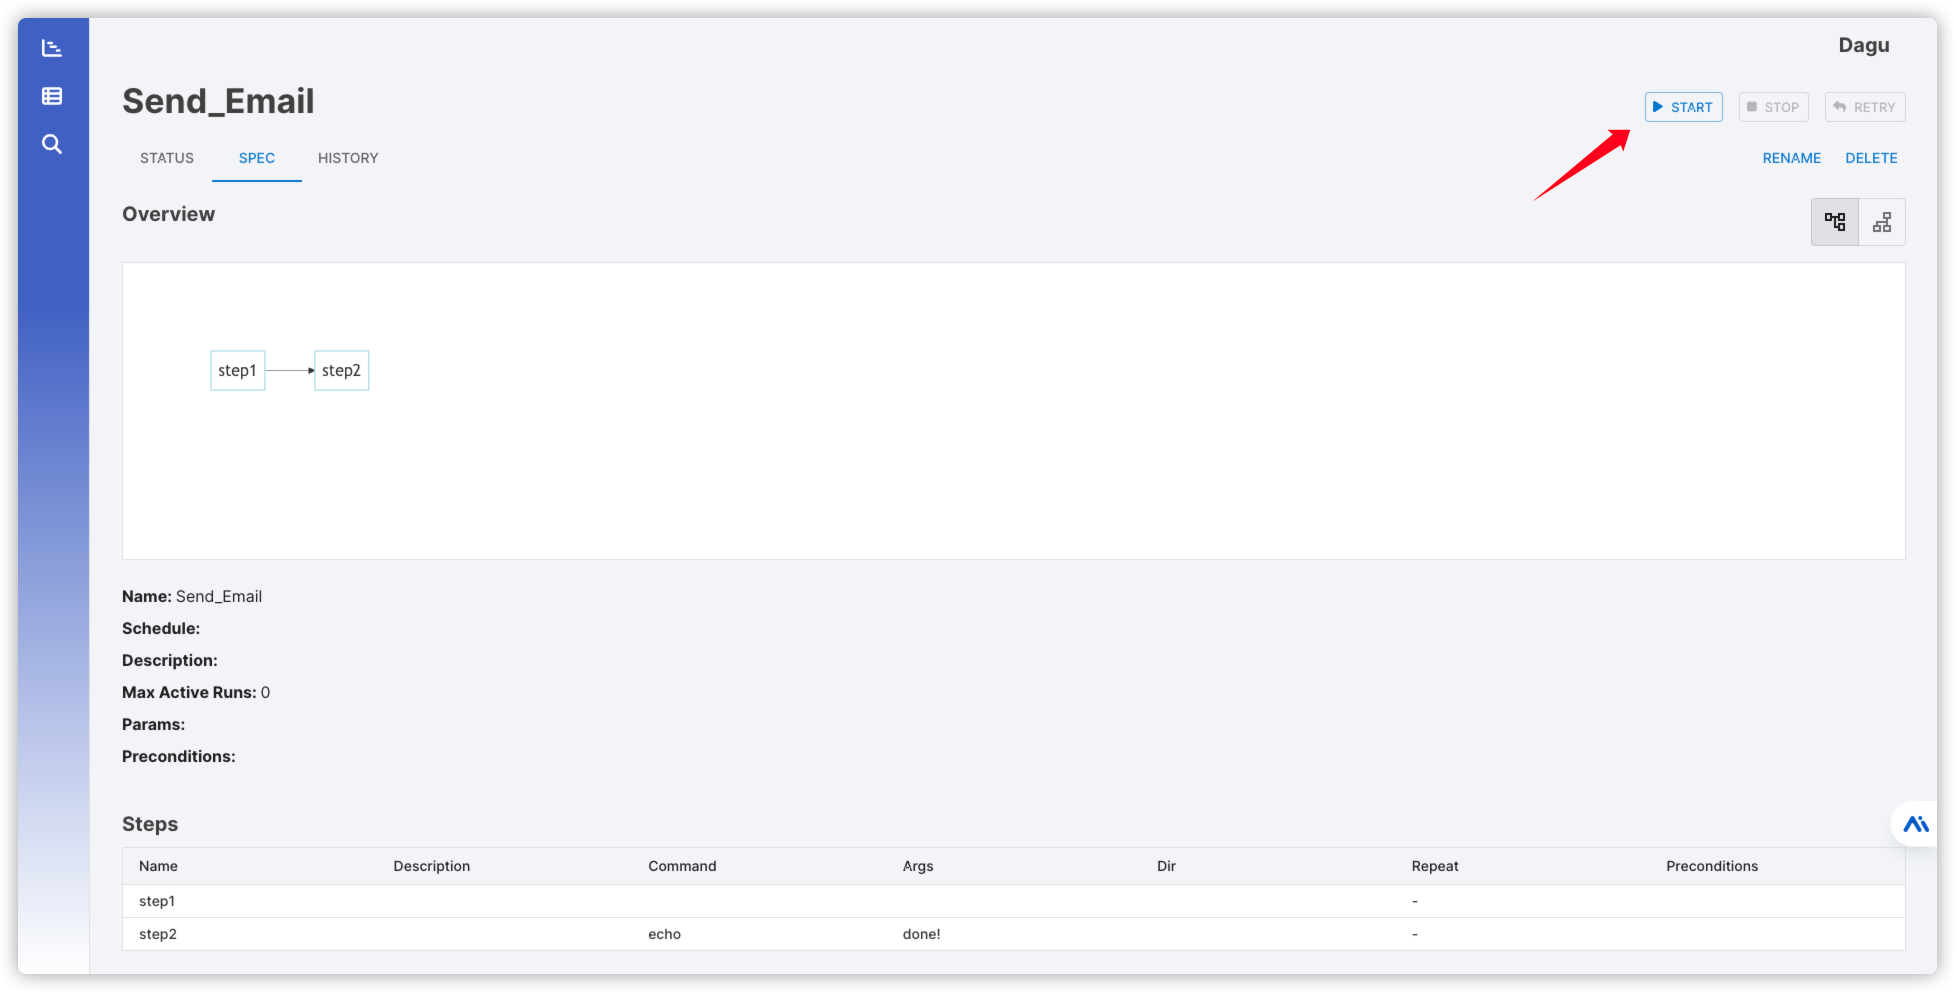 Dagu
Send_Email
START STOP RETRY
STATUS SPEC HISTORY
RENAME DELETE
Overview
step1 step2
Name: Send_Email
Schedule:
Description:
Max Active Runs: 0
Params:
Preconditions:
Steps
Name Description Command Args Dir Repeat Preconditions
step1 -
step2 echo done! -